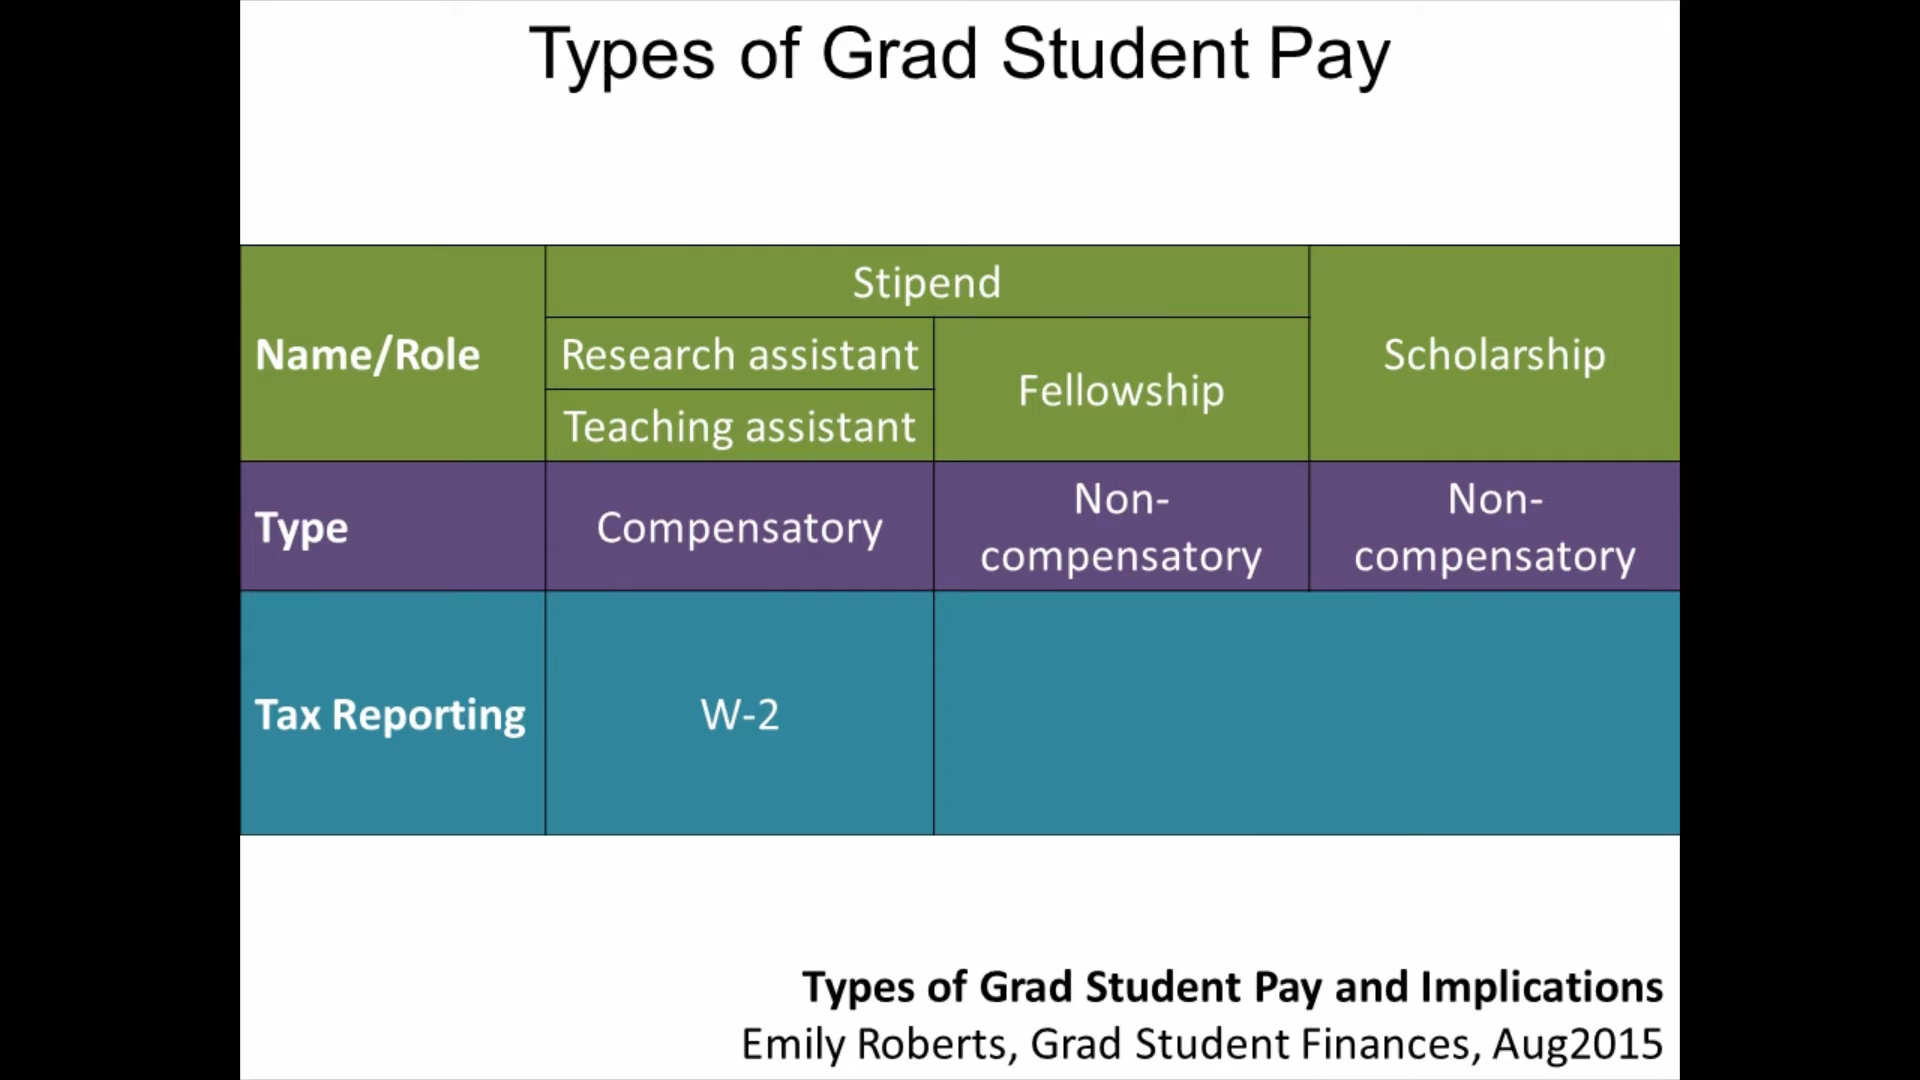 Types of Grad Student Pay
Name/Role
Stipend
Research assistant
Teaching assistant
Fellowship
Scholarship
Type
Compensatory
Non-
compensatory
Non-
compensatory
Tax Reporting
W-2
Types of Grad Student Pay and Implications
Emily Roberts, Grad Student Finances, Aug2015